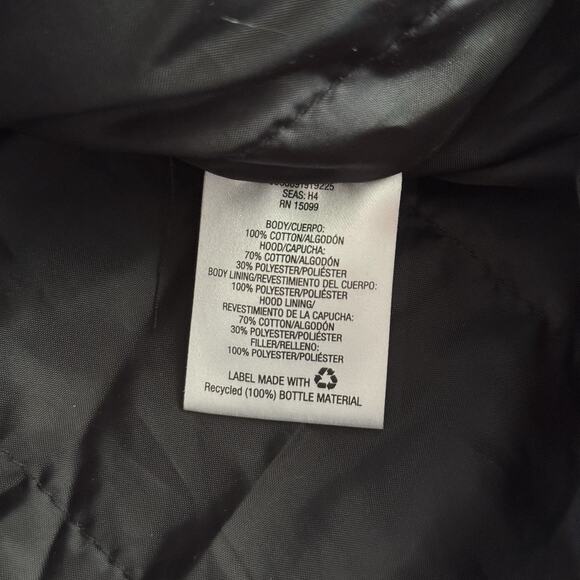 SEAS: H4
RN 15099
BODY/CUERPO:
100% COTTON/ALGODÓN
HOOD/CAPUCHA:
70% COTTON/ALGODÓN
30% POLYESTER/POLIÉSTER
BODY LINING/REVESTIMIENTO DEL CUERPO:
100% POLYESTER/POLIÉSTER
HOOD LINING/
REVESTIMIENTO DE LA CAPUCHA:
70% COTTON/ALGODÓN
30% POLYESTER/POLIÉSTER
FILLER/RELLENO:
100% POLYESTER/POLIÉSTER
LABEL MADE WITH
Recycled (100%) BOTTLE MATERIAL